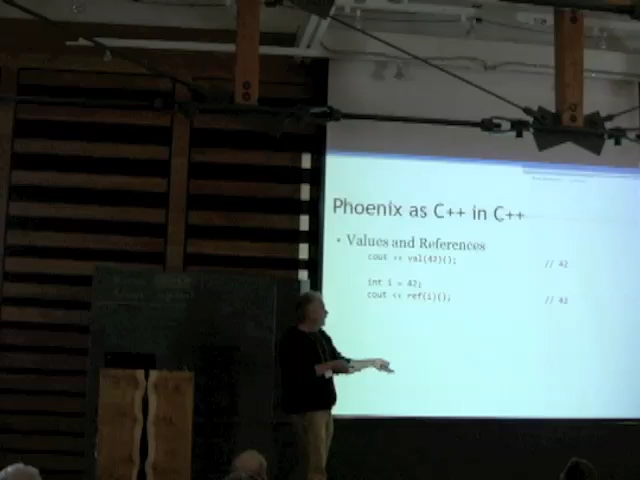 Phoenix as C++ in C++
• Values and References
cout << val(42)(); // 42
int i = 42;
cout << ref(i)(); // 42